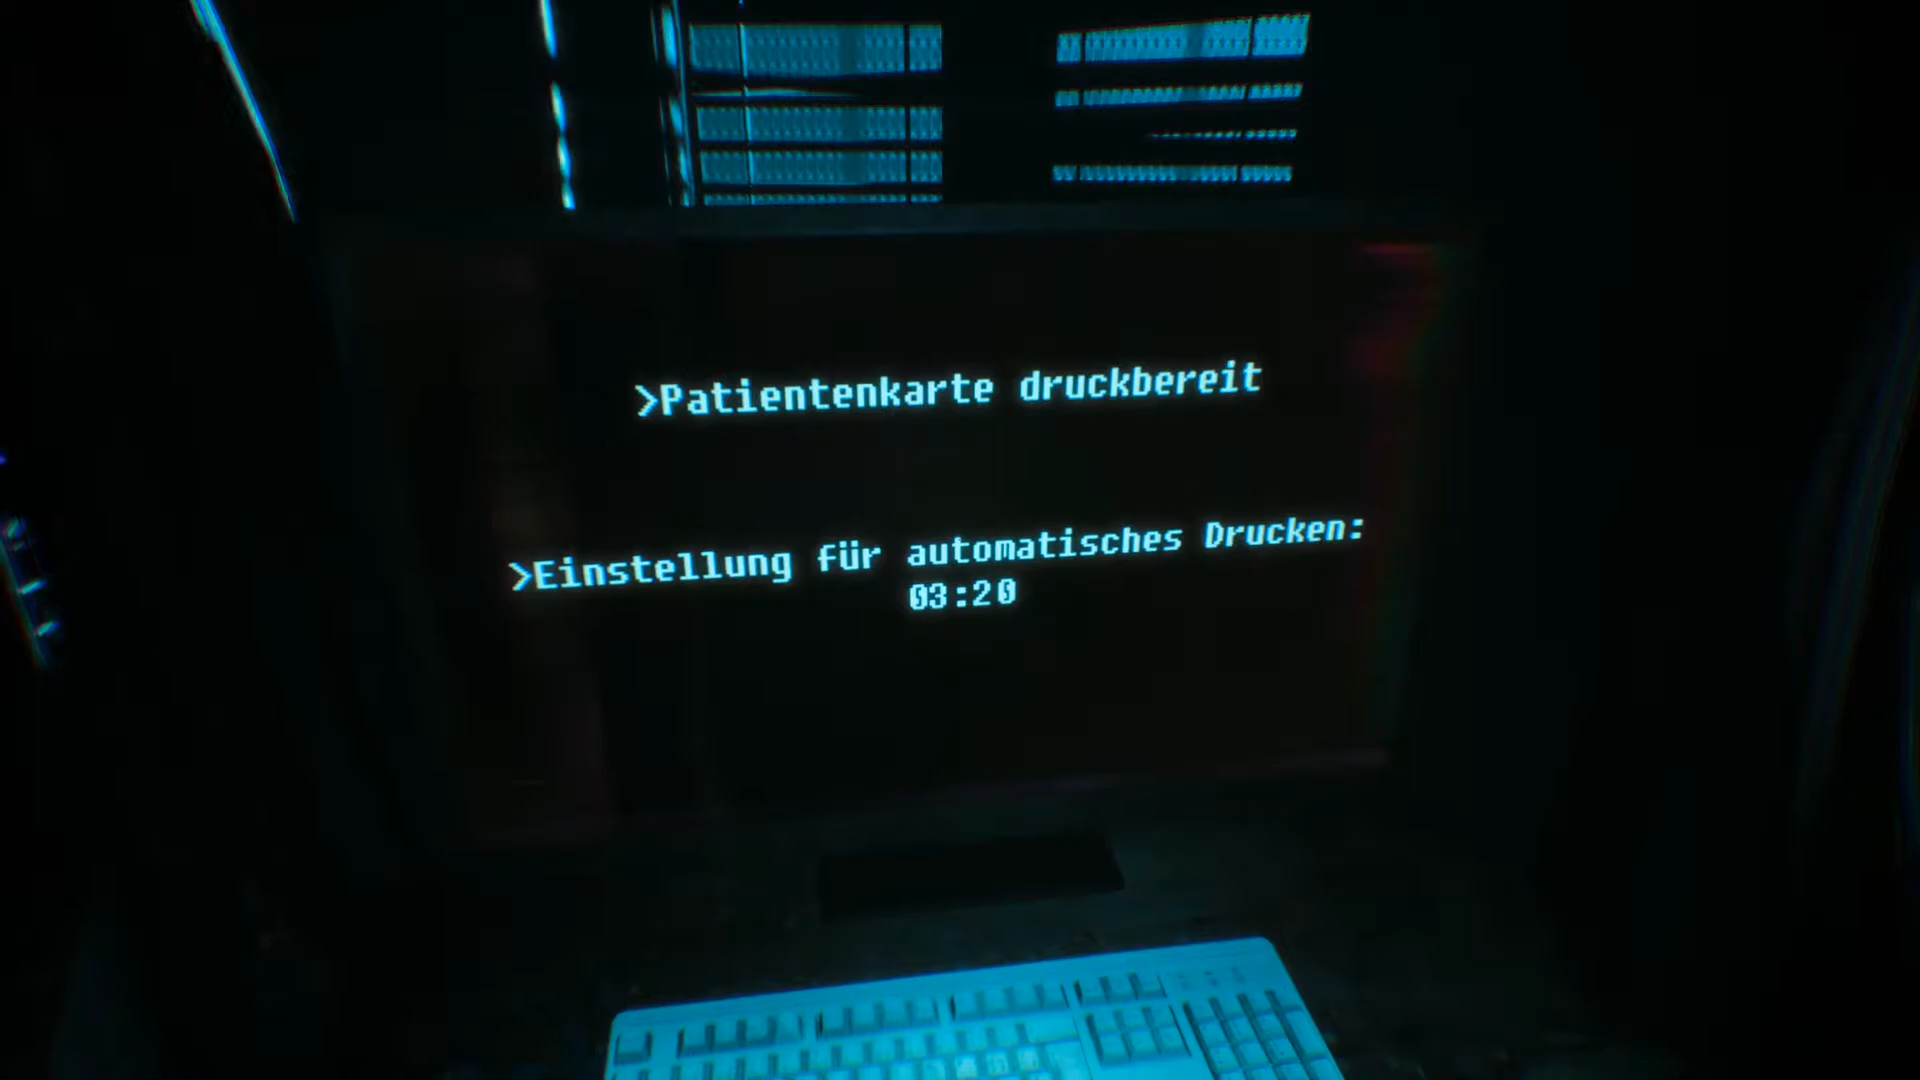 >Patientenkarte druckbereit
>Einstellung für automatisches Drucken:
03:20